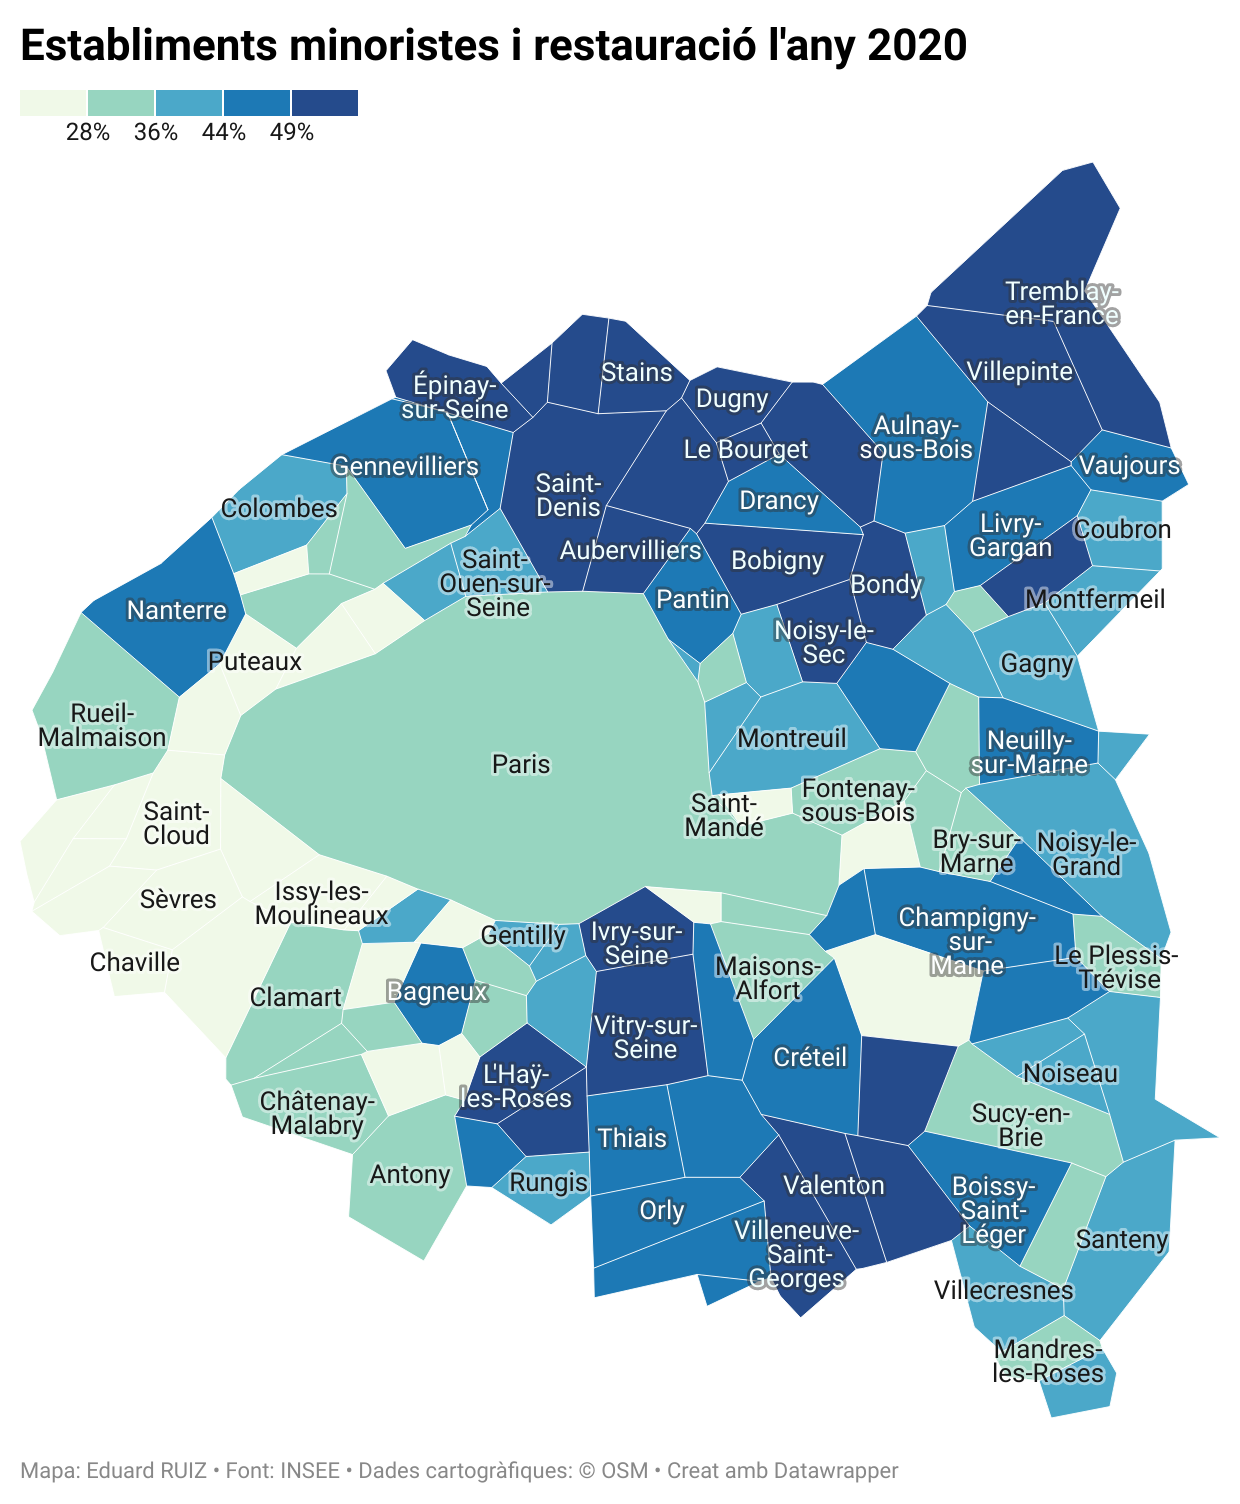 Establiments minoristes i restauració l'any 2020
28% 36% 44% 49%
Tremblay-
en-France
Villepinte
Stains
Épinay-
sur-Seine
Dugny
Aulnay-
sous-Bois
Le Bourget
Vaujours
Gennevilliers
Saint-
Denis
Drancy
Colombes
Livry-
Gargan
Coubron
Aubervilliers
Saint-
Ouen-sur-
Seine
Bobigny
Bondy
Pantin
Montfermeil
Nanterre
Noisy-le-
Sec
Puteaux
Gagny
Rueil-
Malmaison
Montreuil
Neuilly-
sur-Marne
Paris
Saint-
Mandé
Fontenay-
sous-Bois
Saint-
Cloud
Bry-sur-
Marne
Noisy-le-
Grand
Sèvres
Issy-les-
Moulineaux
Champigny-
sur-
Marne
Gentilly
Ivry-sur-
Seine
Chaville
Maisons-
Alfort
Le Plessis-
Trévise
Clamart
Bagneux
Vitry-sur-
Seine
Créteil
Noiseau
L'Haÿ-
les-Roses
Châtenay-
Malabry
Sucy-en-
Brie
Thiais
Antony
Rungis
Valenton
Boissy-
Saint-
Léger
Orly
Villeneuve-
Saint-
Georges
Santeny
Villecresnes
Mandres-
les-Roses
Mapa: Eduard RUIZ • Font: INSEE • Dades cartogràfiques: © OSM • Creat amb Datawrapper